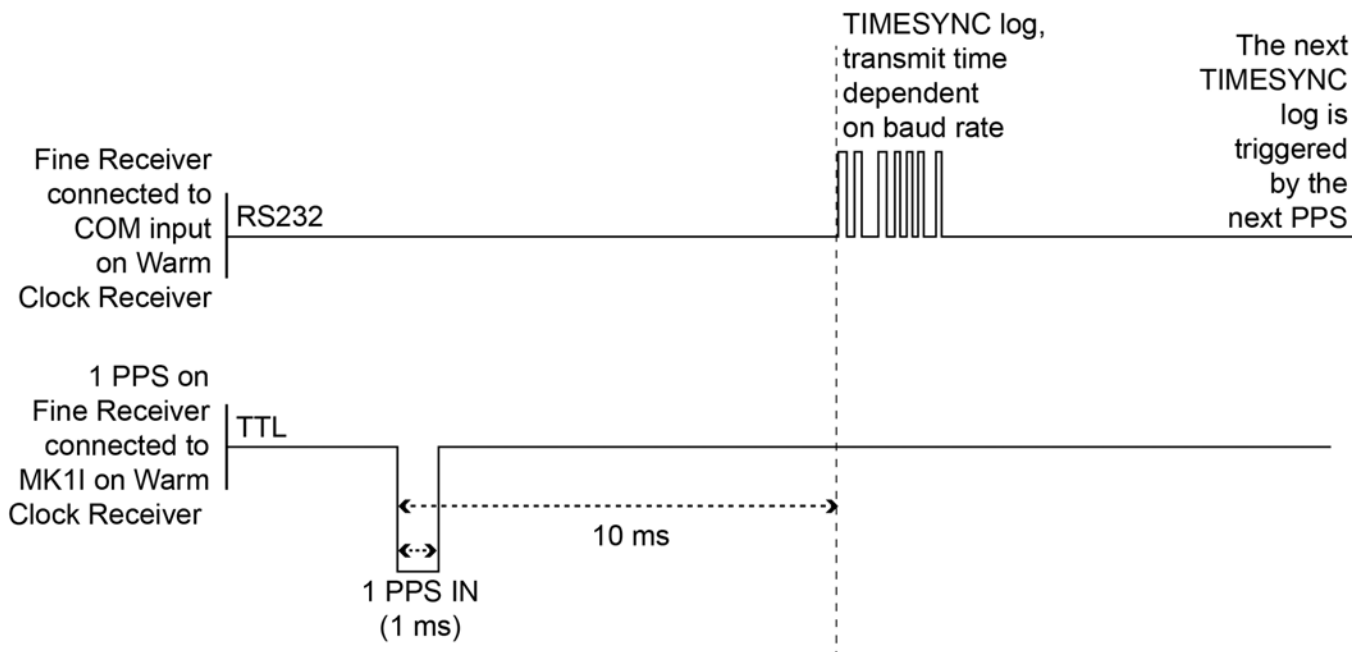 TIMESYNC log,
transmit time
dependent
on baud rate
The next
TIMESYNC
log is
triggered
by the
next PPS
Fine Receiver
connected to
COM input
on Warm
Clock Receiver
RS232
1 PPS on
Fine Receiver
connected to
MK1I on Warm
Clock Receiver
TTL
10 ms
1 PPS IN
(1 ms)